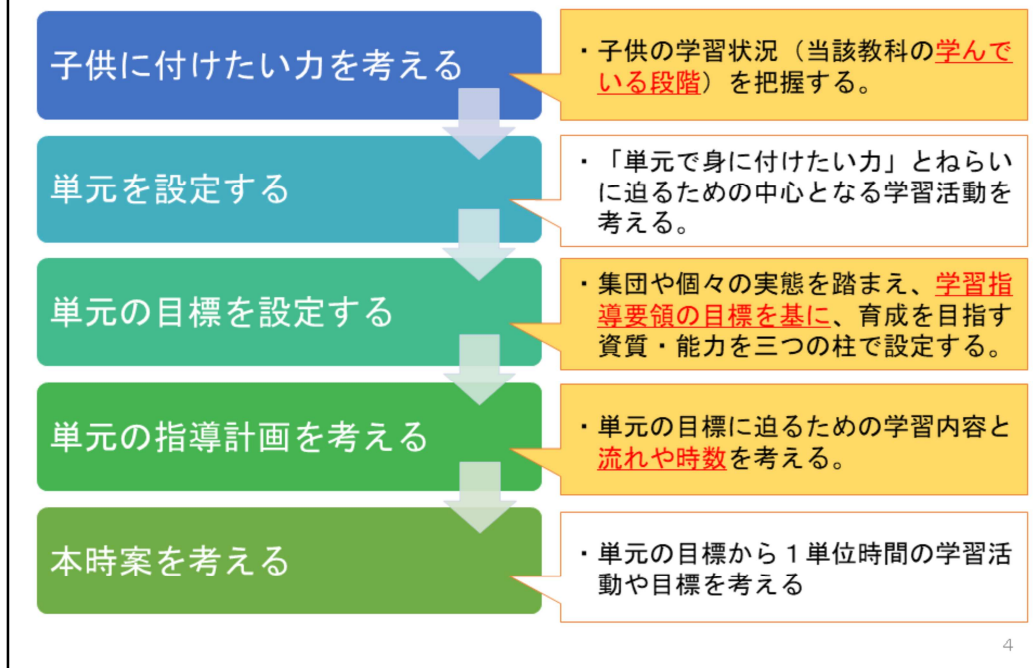 子供に付けたい力を考える
・子供の学習状況（当該教科の学んで
いる段階）を把握する。
単元を設定する
・「単元で身に付けたい力」とねらい
に迫るための中心となる学習活動を
考える。
単元の目標を設定する
・集団や個々の実態を踏まえ、学習指
導要領の目標を基に、育成を目指す
資質・能力を三つの柱で設定する。
単元の指導計画を考える
・単元の目標に迫るための学習内容と
流れや時数を考える。
本時案を考える
・単元の目標から１単位時間の学習活
動や目標を考える
4